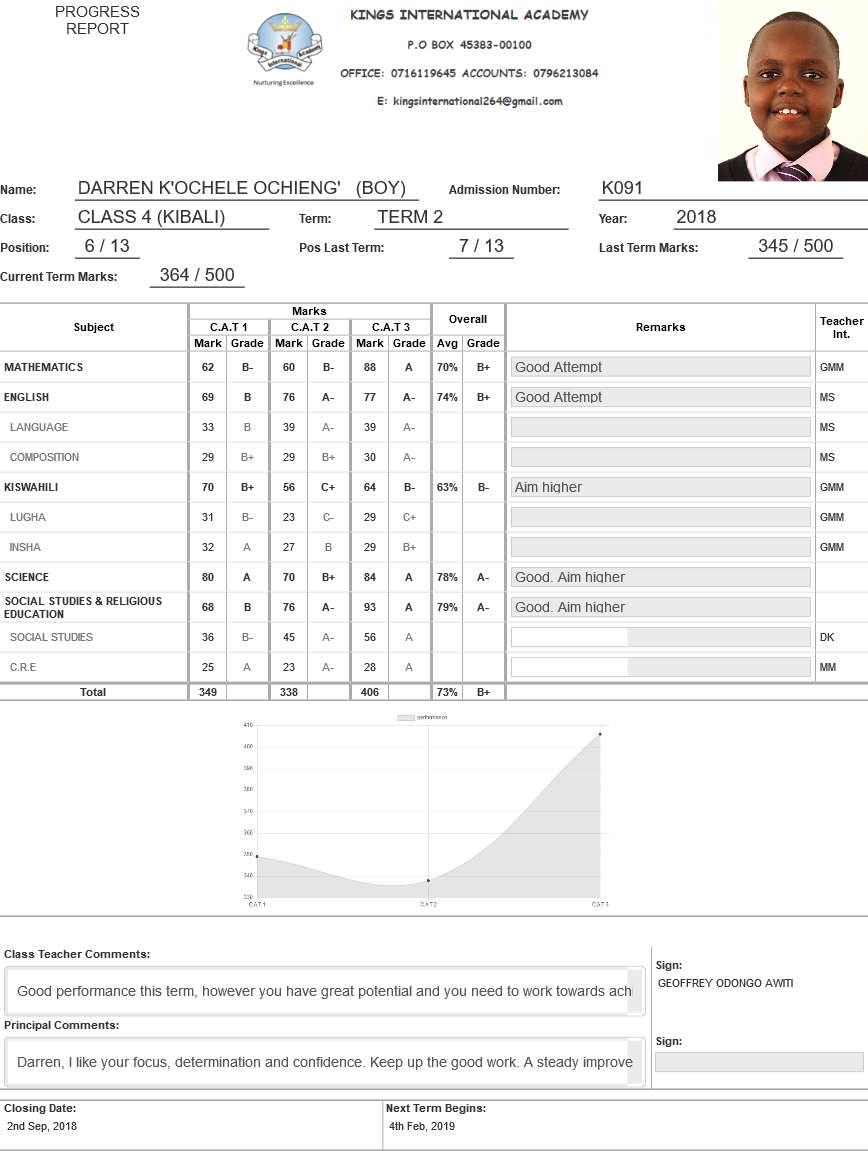 PROGRESS
REPORT
Kings International Academy
Nurturing Excellence
KINGS INTERNATIONAL ACADEMY
P.O BOX 45383-00100
OFFICE: 0716119645 ACCOUNTS: 0796213084
E: kingsinternational264@gmail.com
Name: DARREN K'OCHELE OCHIENG' (BOY) Admission Number: K091
Class: CLASS 4 (KIBALI) Term: TERM 2 Year: 2018
Position: 6 / 13 Pos Last Term: 7 / 13 Last Term Marks: 345 / 500
Current Term Marks: 364 / 500
Subject Marks Overall Remarks Teacher Int.
C.A.T 1 C.A.T 2 C.A.T 3
Mark Grade Mark Grade Mark Grade Avg Grade
MATHEMATICS 62 B- 60 B- 88 A 70% B+ Good Attempt GMM
ENGLISH 69 B 76 A- 77 A- 74% B+ Good Attempt MS
LANGUAGE 33 B 39 A- 39 A- MS
COMPOSITION 29 B+ 29 B+ 30 A- MS
KISWAHILI 70 B+ 56 C+ 64 B- 63% B- Aim higher GMM
LUGHA 31 B- 23 C- 29 C+ GMM
INSHA 32 A 27 B 29 B+ GMM
SCIENCE 80 A 70 B+ 84 A 78% A- Good. Aim higher
SOCIAL STUDIES & RELIGIOUS
EDUCATION 68 B 76 A- 93 A 79% A- Good. Aim higher
SOCIAL STUDIES 36 B- 45 A- 56 A DK
C.R.E 25 A 23 A- 28 A MM
Total 349 338 406 73% B+
performance
410
400
390
380
370
360
350
340
330
CAT1 CAT2 CAT3
Class Teacher Comments:
Good performance this term, however you have great potential and you need to work towards achi
Sign:
GEOFFREY ODONGO AWITI
Principal Comments:
Darren, I like your focus, determination and confidence. Keep up the good work. A steady improve
Sign:
Closing Date: Next Term Begins:
2nd Sep, 2018 4th Feb, 2019